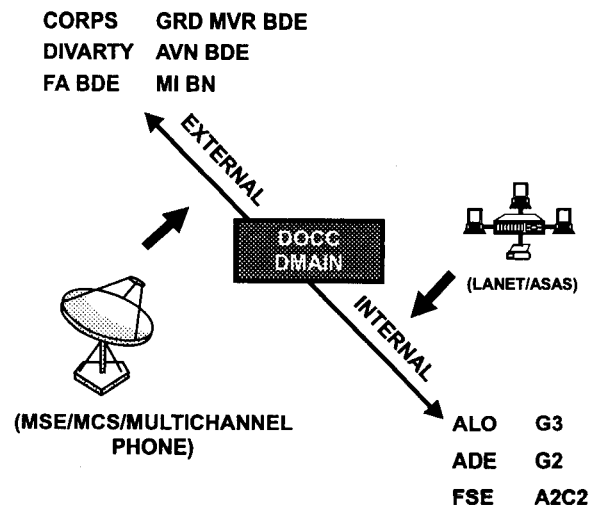 CORPS GRD MVR BDE
DIVARTY AVN BDE
FA BDE MI BN
EXTERNAL
DOCC
DMAIN
(LANET/ASAS)
INTERNAL
(MSE/MCS/MULTICHANNEL
PHONE)
ALO G3
ADE G2
FSE A2C2